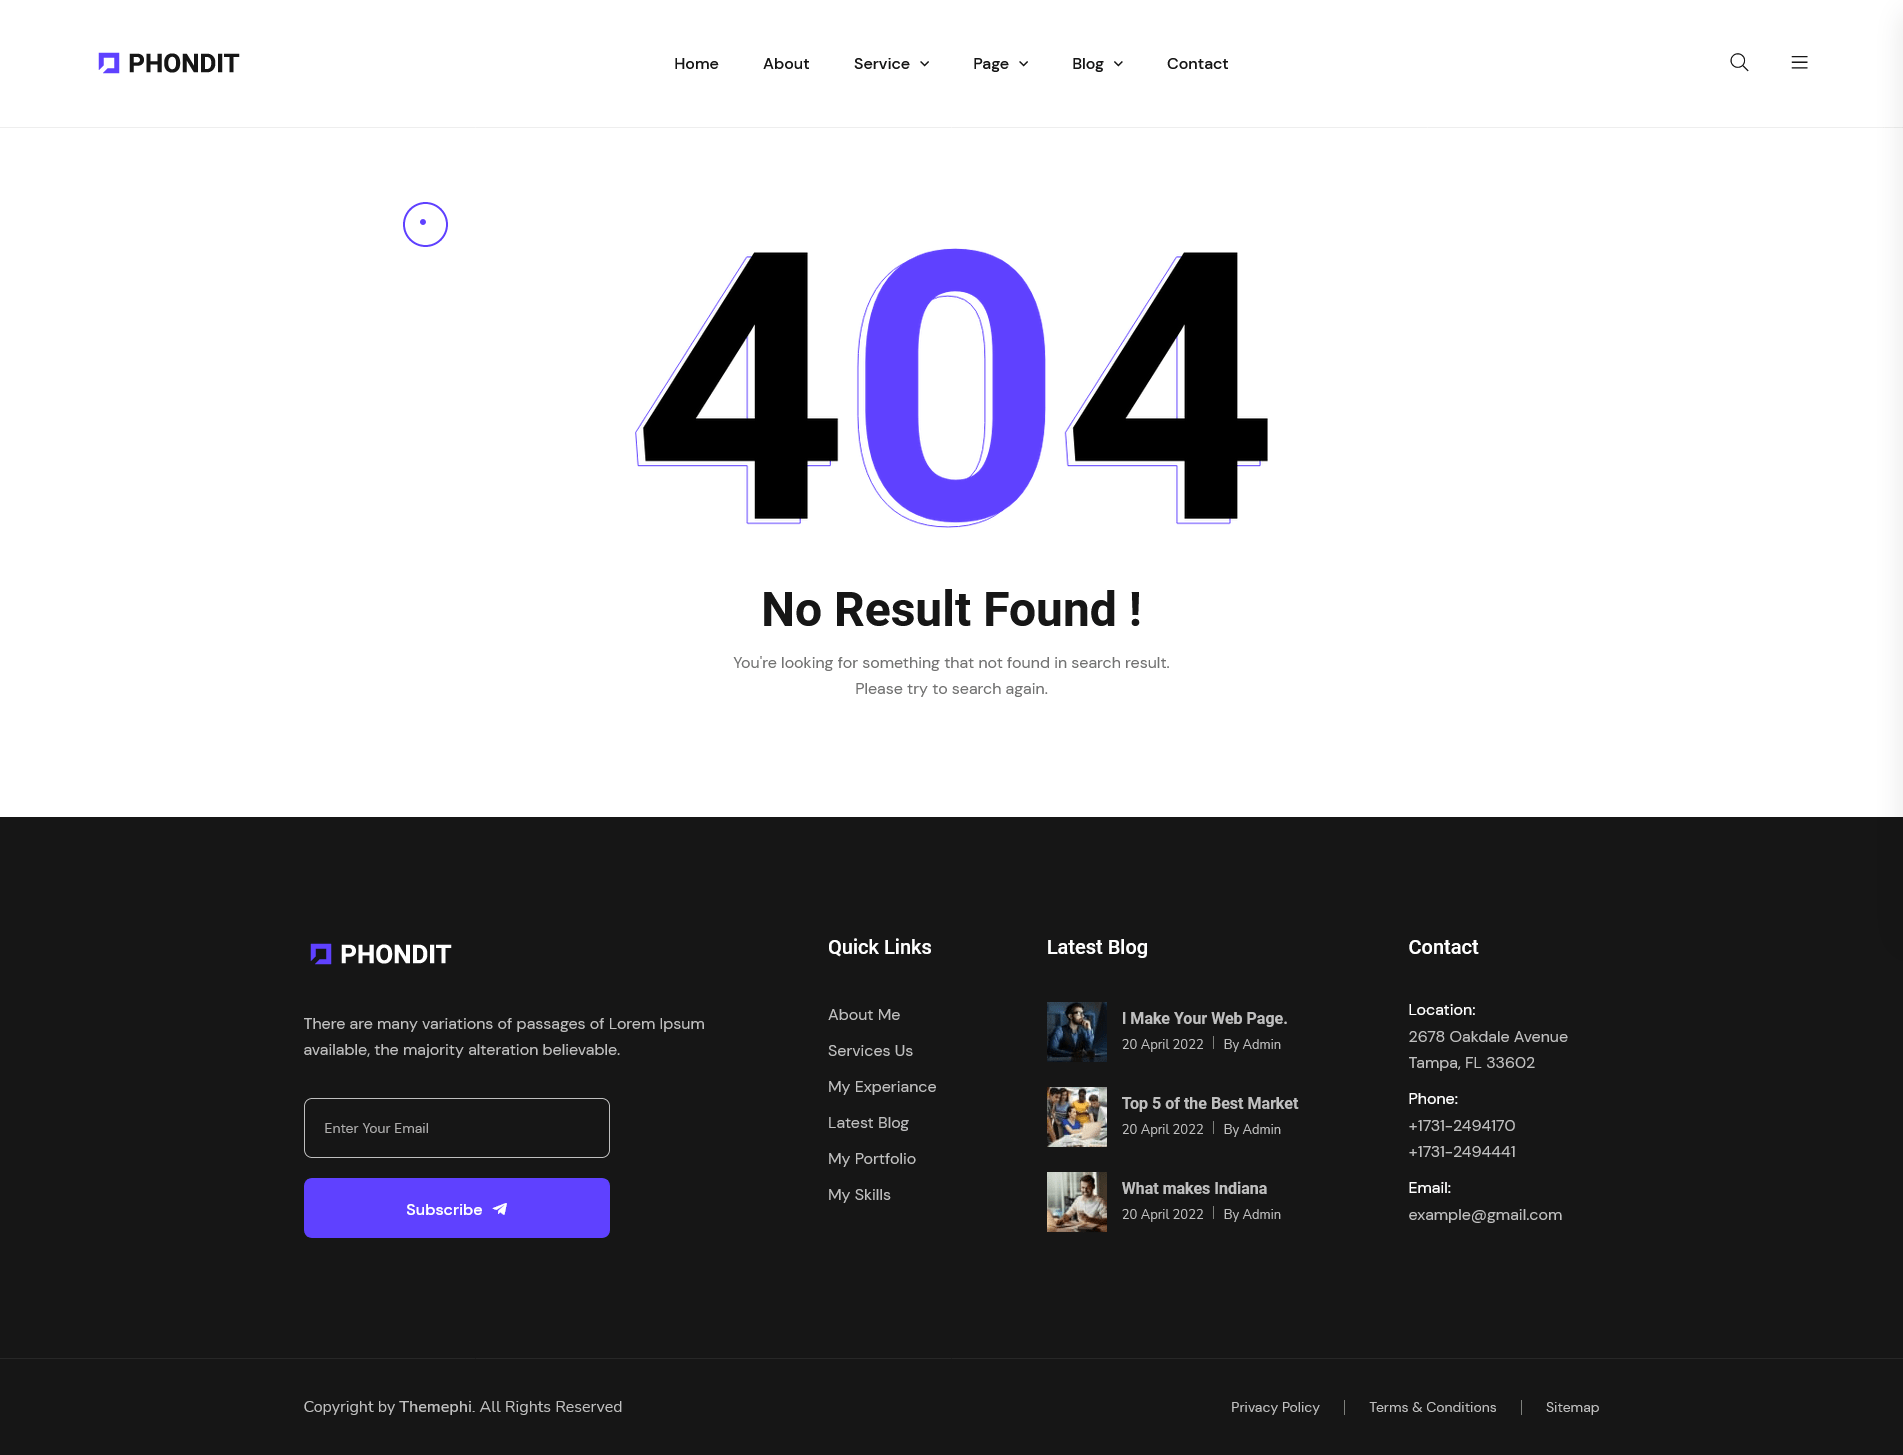 PHONDIT
Home About Service Page Blog Contact
404
No Result Found !
You're looking for something that not found in search result.
Please try to search again.
PHONDIT
There are many variations of passages of Lorem Ipsum
available, the majority alteration believable.
Enter Your Email
Subscribe
Quick Links
About Me
Services Us
My Experiance
Latest Blog
My Portfolio
My Skills
Latest Blog
I Make Your Web Page.
20 April 2022 By Admin
Top 5 of the Best Market
20 April 2022 By Admin
What makes Indiana
20 April 2022 By Admin
Contact
Location:
2678 Oakdale Avenue
Tampa, FL 33602
Phone:
+1731-2494170
+1731-2494441
Email:
example@gmail.com
Copyright by Themephi. All Rights Reserved
Privacy Policy Terms & Conditions Sitemap